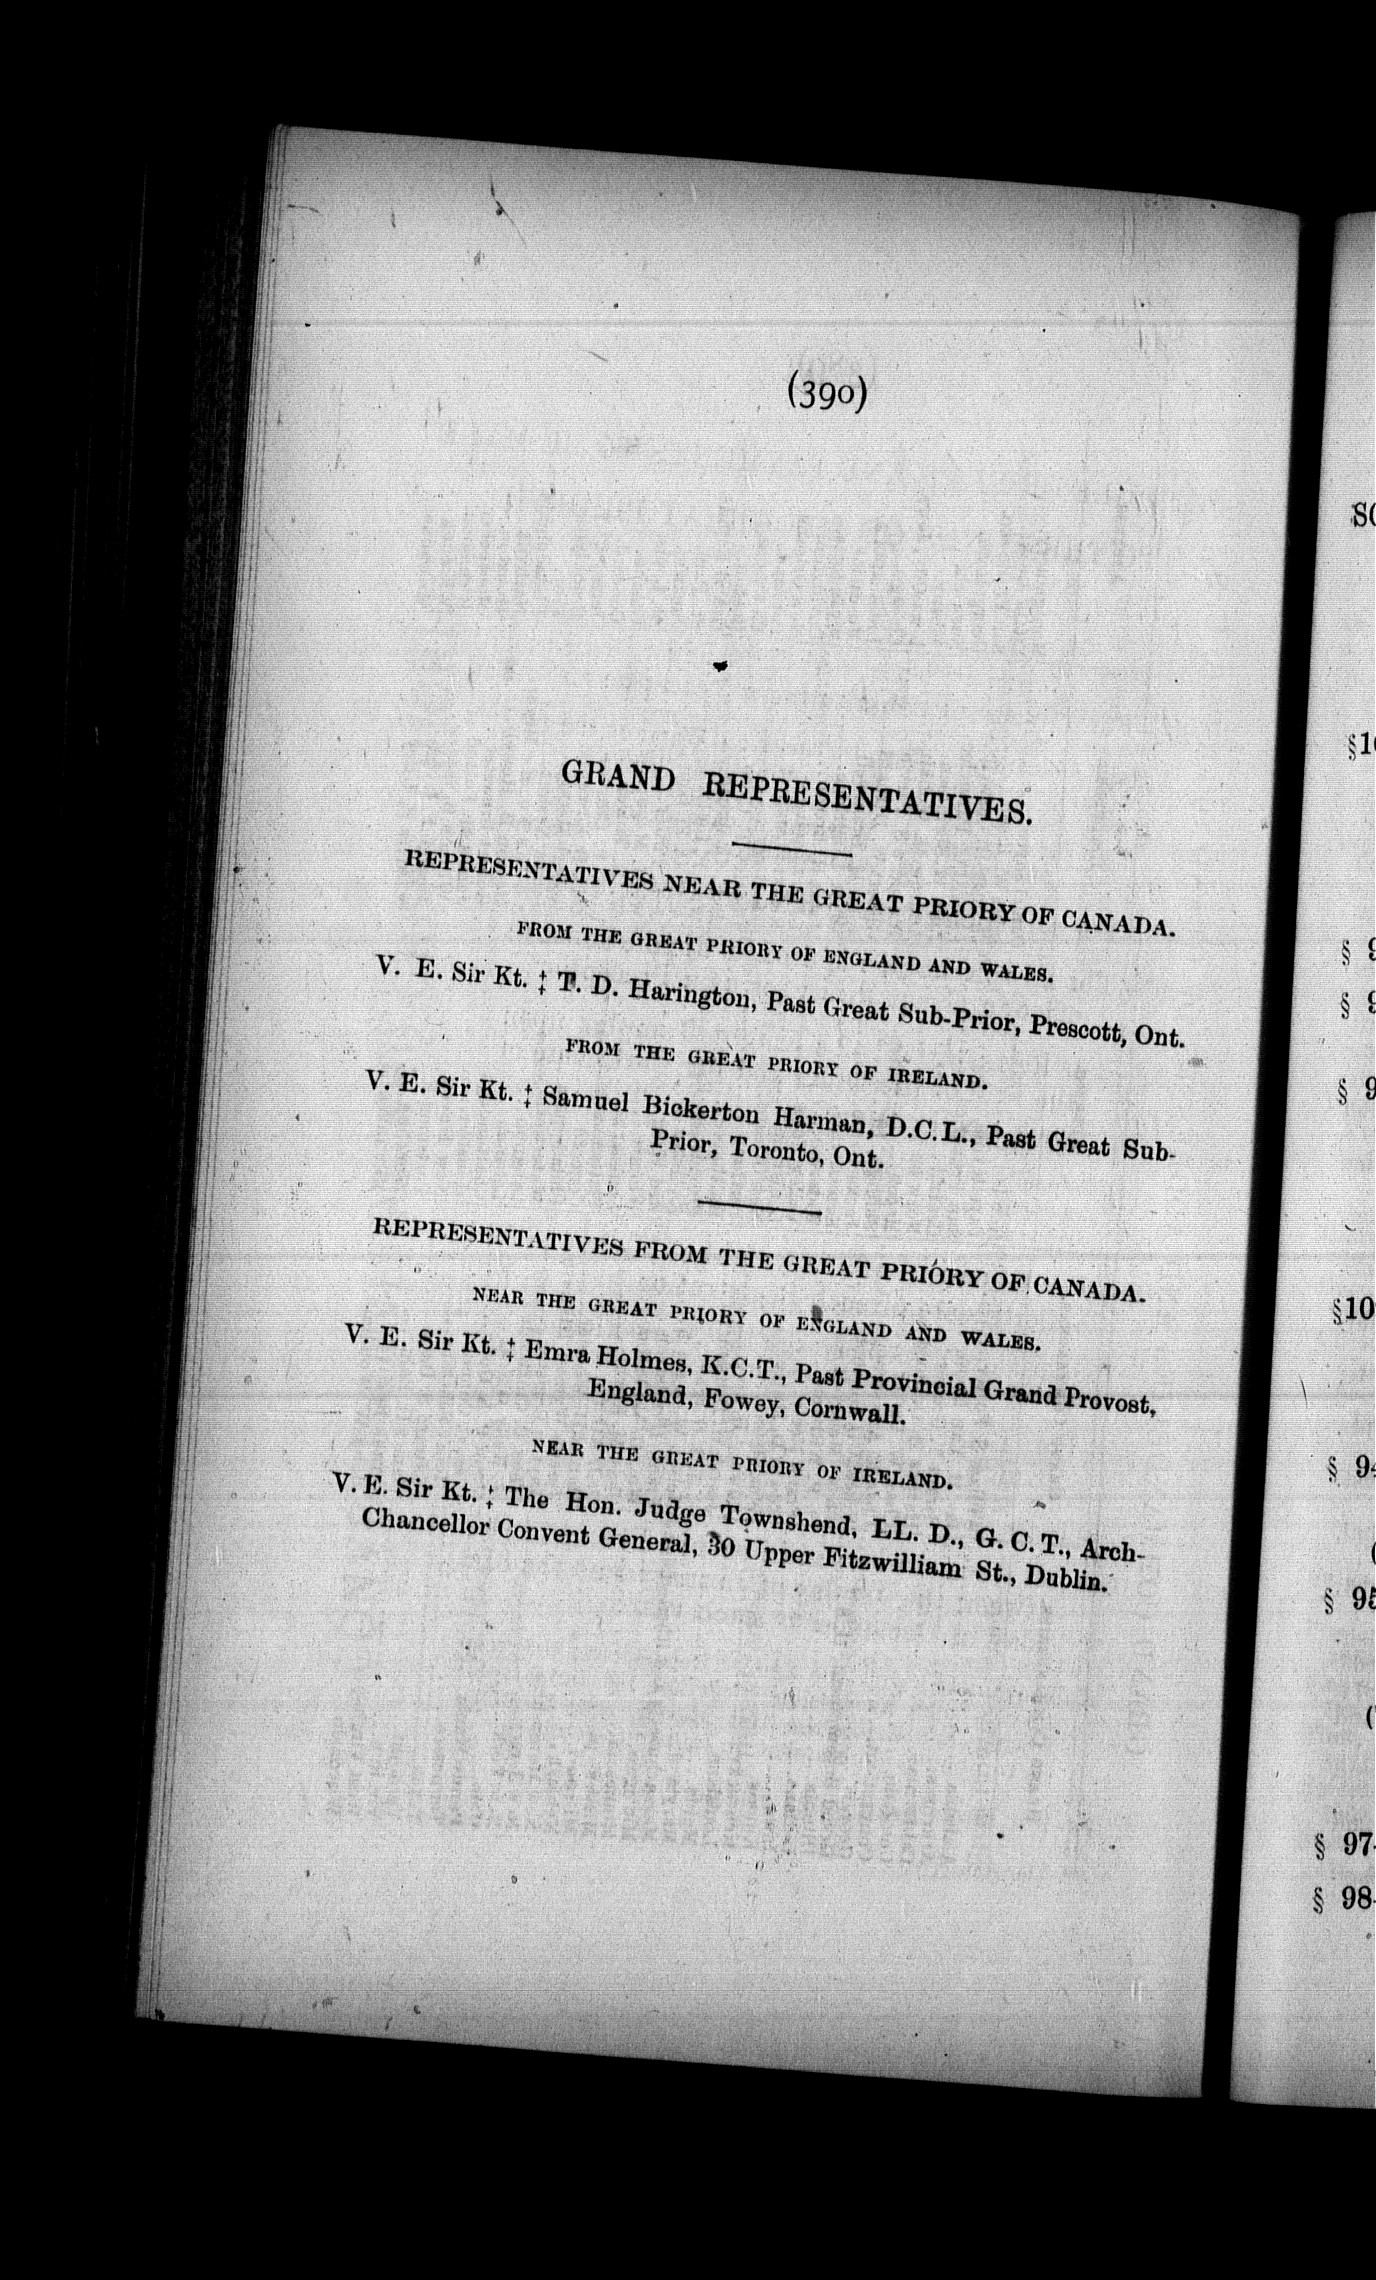 (390)
GRAND REPRESENTATIVES.
REPRESENTATIVES NEAR THE GREAT PRIORY OF CANADA.
FROM THE GREAT PRIORY OF ENGLAND AND WALES.
V. E. Sir Kt. ‡ T. D. Harington, Past Great Sub-Prior, Prescott, Ont.
FROM THE GREAT PRIORY OF IRELAND.
V. E. Sir Kt. ‡ Samuel Bickerton Harman, D.C.L., Past Great Sub-
Prior, Toronto, Ont.
REPRESENTATIVES FROM THE GREAT PRIORY OF CANADA.
NEAR THE GREAT PRIORY OF ENGLAND AND WALES.
V. E. Sir Kt. ‡ Emra Holmes, K.C.T., Past Provincial Grand Provost,
England, Fowey, Cornwall.
NEAR THE GREAT PRIORY OF IRELAND.
V. E. Sir Kt. ‡ The Hon. Judge Townshend, LL. D., G. C. T., Arch-
Chancellor Convent General, 30 Upper Fitzwilliam St., Dublin.
§ 97
§ 98